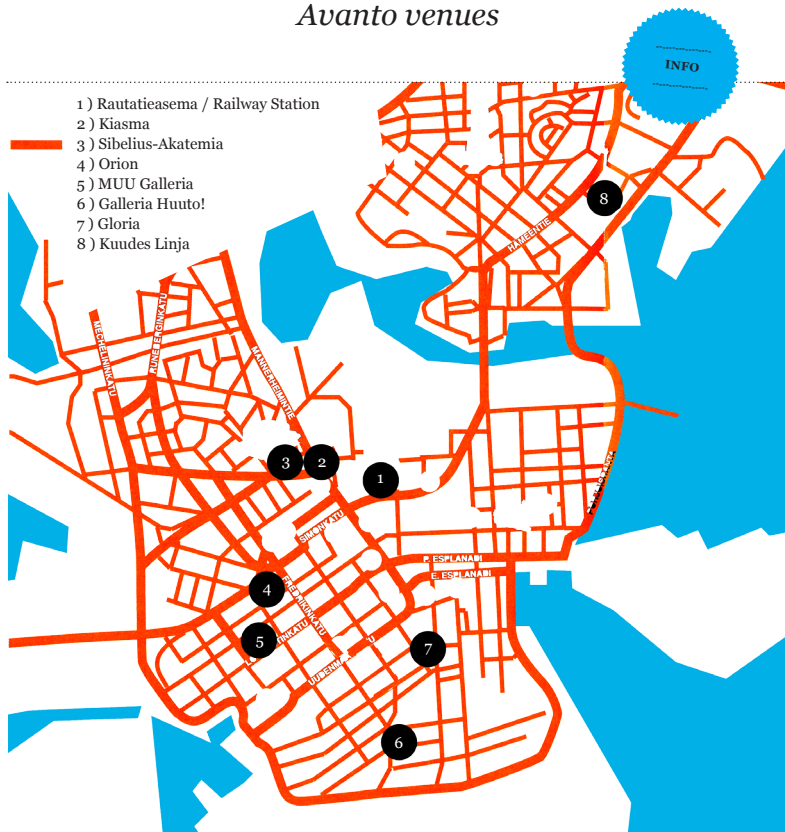 Avanto venues
INFO
1 ) Rautatieasema / Railway Station
2 ) Kiasma
3 ) Sibelius-Akatemia
4 ) Orion
5 ) MUU Galleria
6 ) Galleria Huuto!
7 ) Gloria
8 ) Kuudes Linja
8
HÄMEENTIE
MECHELININKATU
MANNERHEIMINTIE
3
2
1
SIMONKATU
P. ESPLANADI
E. ESPLANADI
4
FREDRIKINKATU
5
7
6